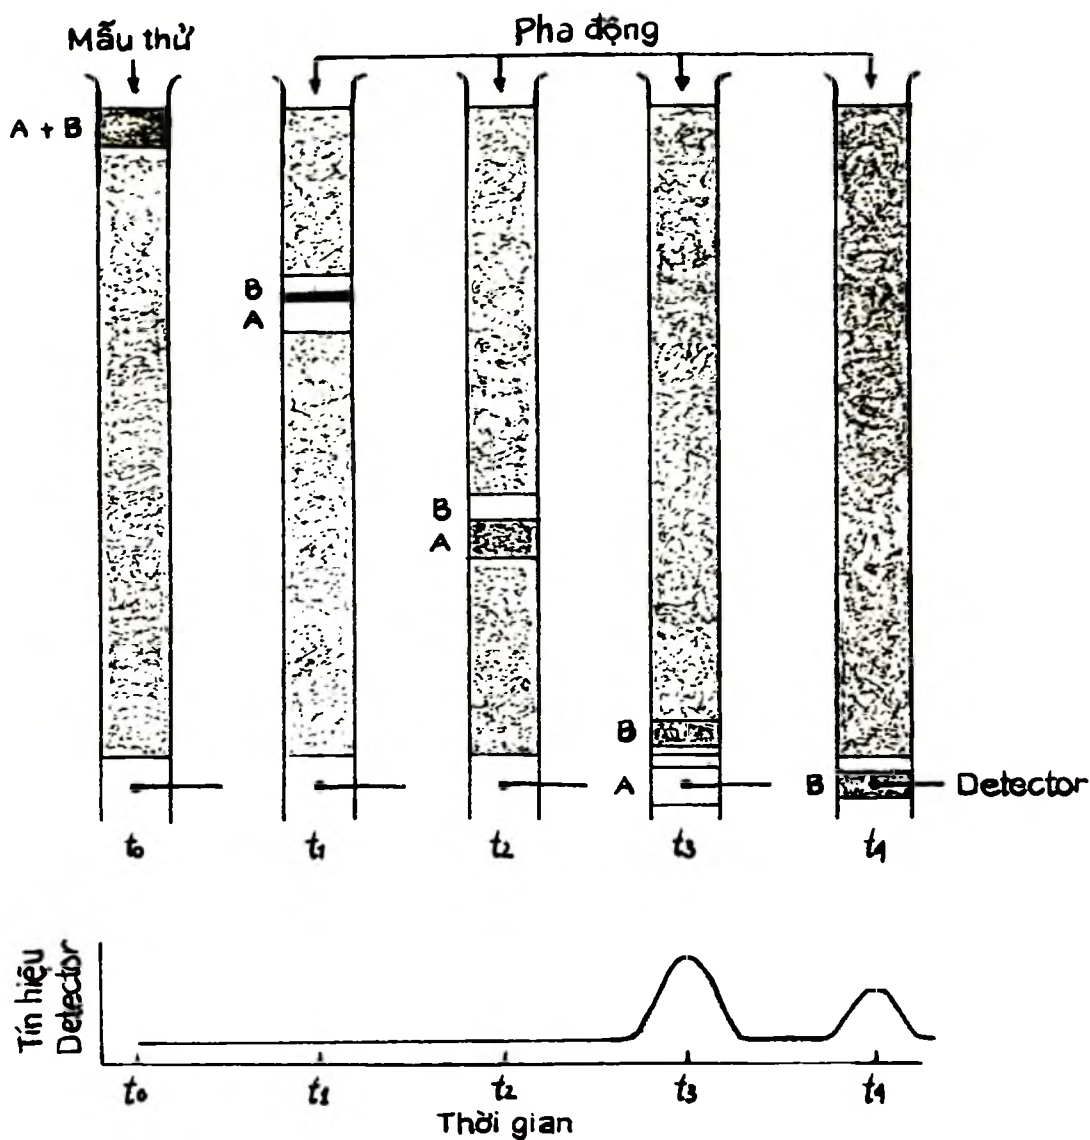 Mẫu thử
Pha động
A + B
B
A
B
A
B
A
B
Detector
t₀
t₁
t₂
t₃
t₄
Tín hiệu
Detector
t₀
t₁
t₂
t₃
t₄
Thời gian